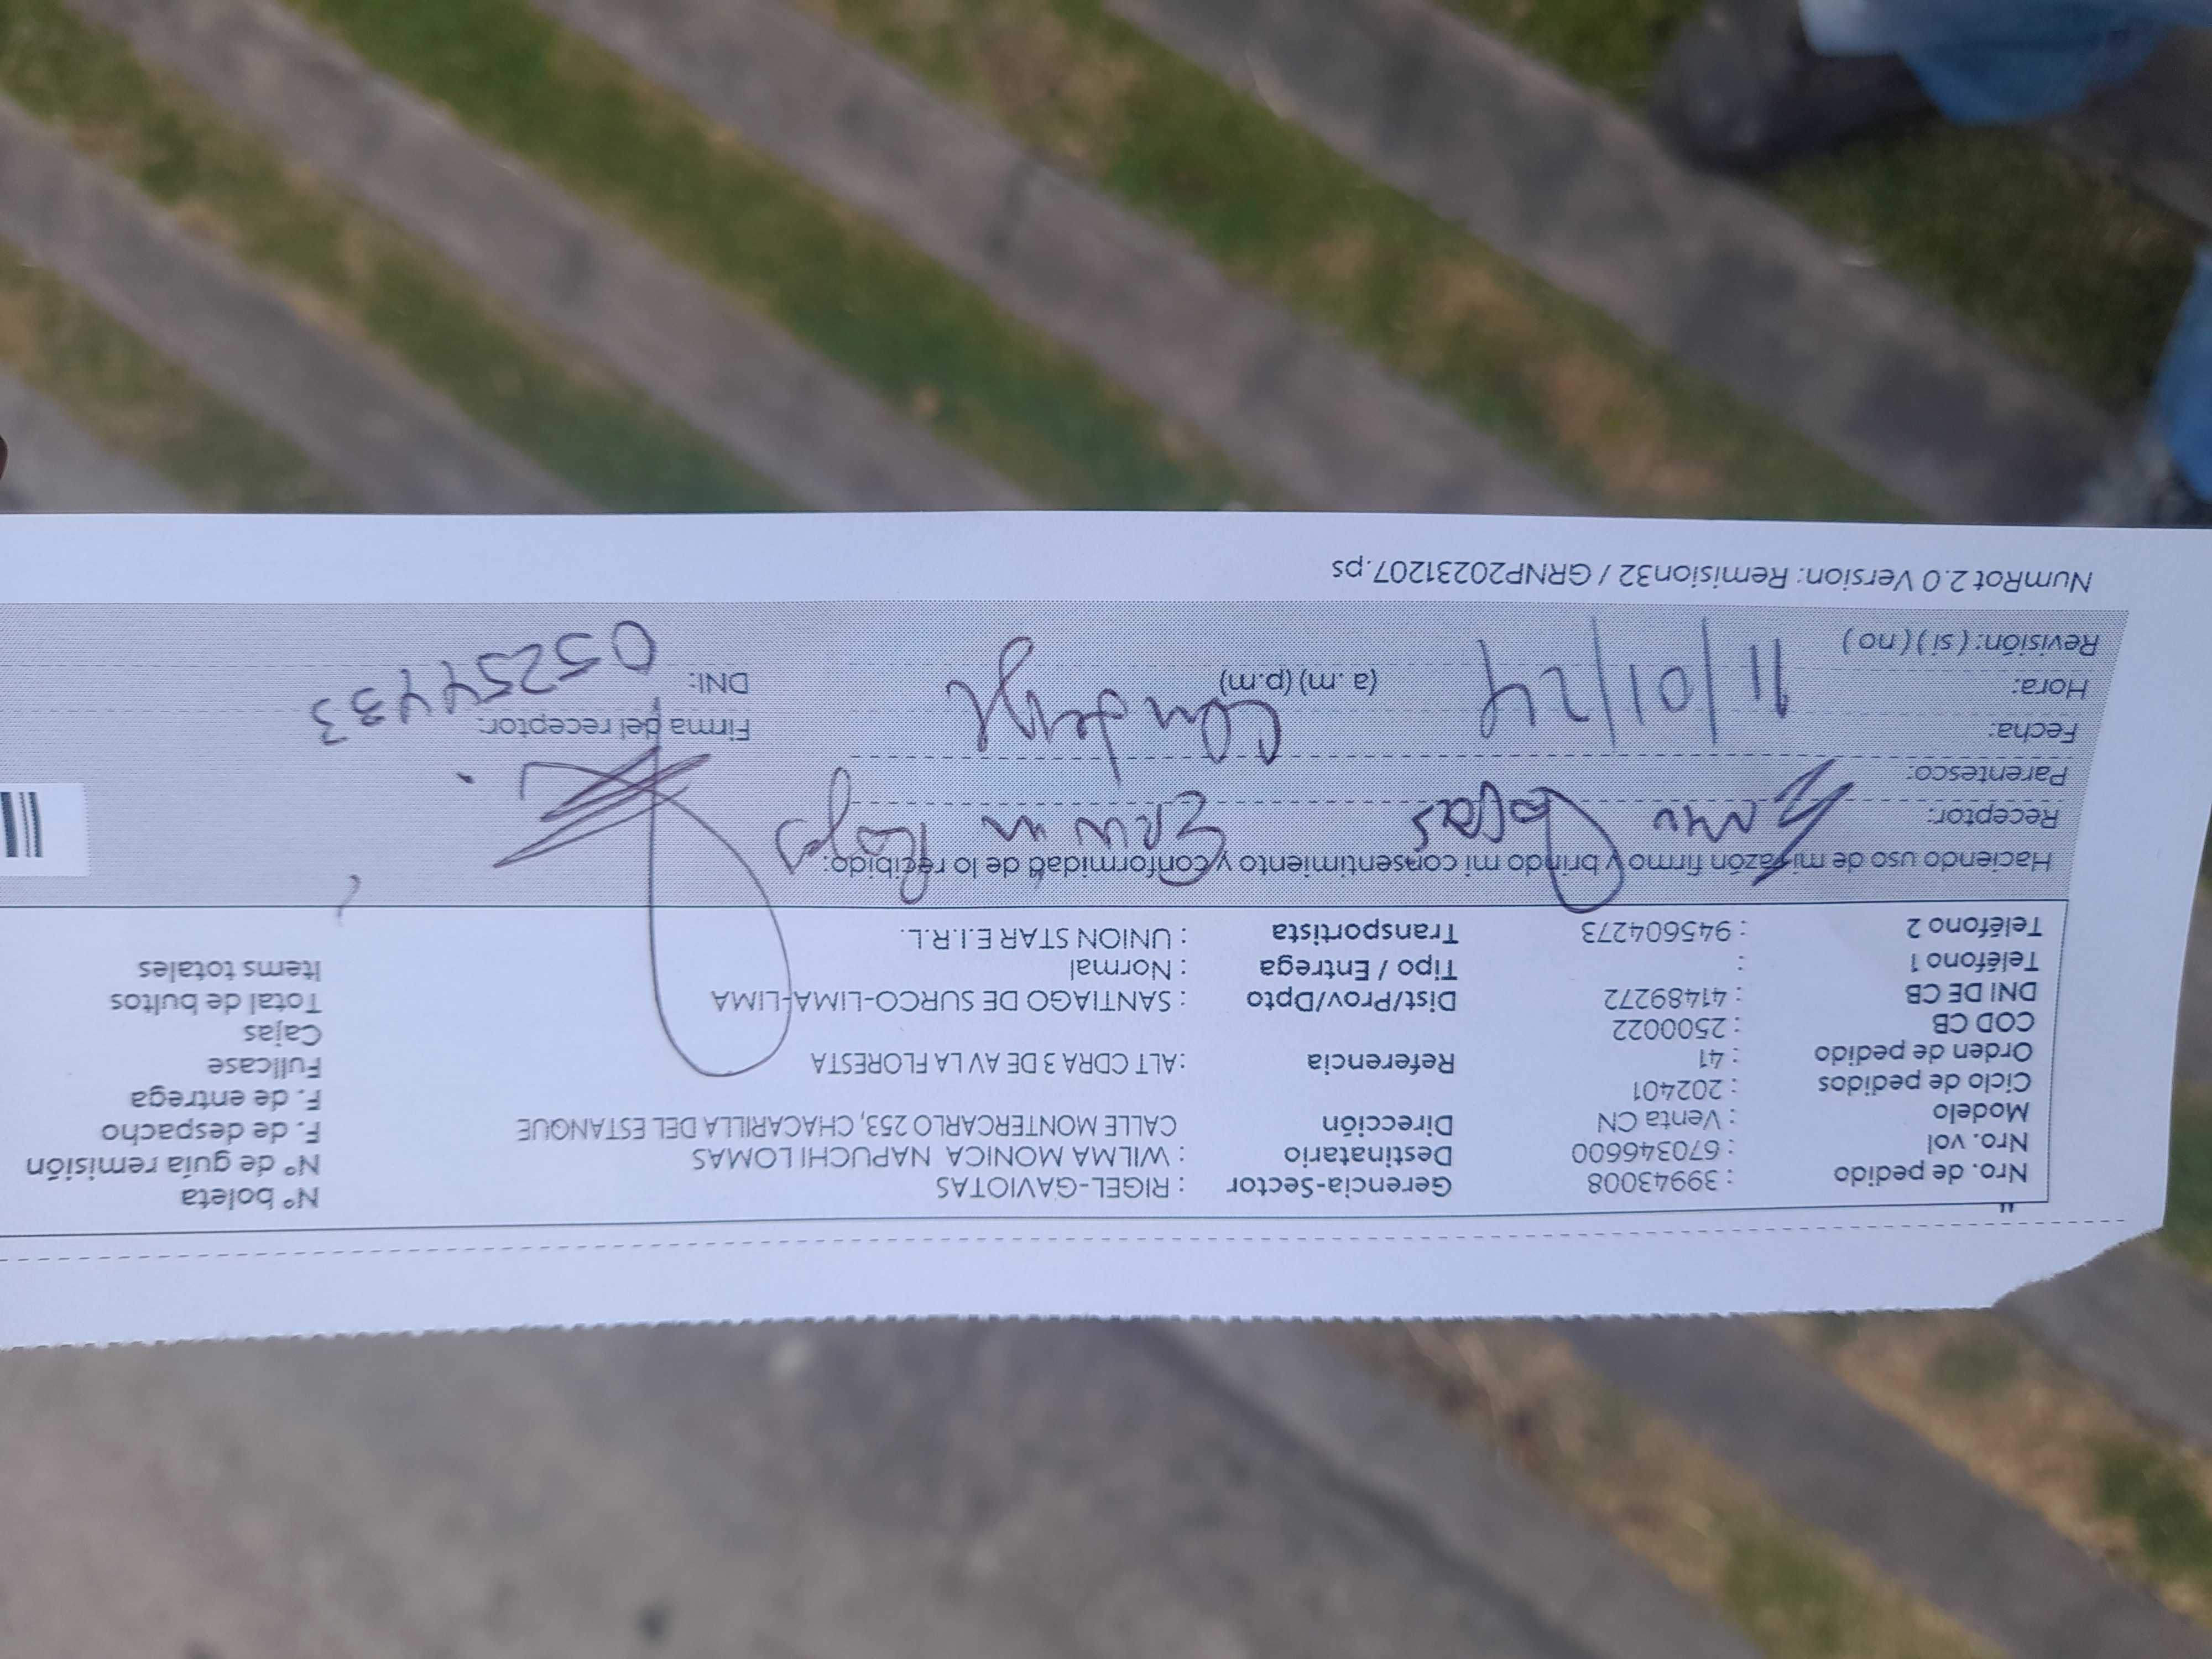 Nro. de pedido : 39943008 Gerencia-Sector : RIGEL-GAVIOTAS N° boleta
Nro. vol : 670346600 Destinatario : WILMA MONICA NAPUCHI LOMAS N° de guía remisión
Modelo : Venta CN Dirección CALLE MONTERCARLO 253, CHACARILLA DEL ESTANQUE F. de despacho
Ciclo de pedidos : 202401 F. de entrega
Orden de pedido : 41 Referencia : ALT CDRA 3 DE AV LA FLORESTA Fullcase
COD CB : 2500022 Cajas
DNI DE CB : 41489272 Dist/Prov/Dpto : SANTIAGO DE SURCO-LIMA-LIMA Total de bultos
Teléfono 1 : Tipo / Entrega : Normal Items totales
Teléfono 2 : 945604273 Transportista : UNION STAR E.I.R.L.
Haciendo uso de mi razón firmo y brindo mi consentimiento y conformidad de lo recibido:
Receptor: Erwin
Parentesco:
Fecha: 11/01/24 Firma del receptor:
Hora: (a.m) (p.m) DNI: 05254433
Revisión: (si) (no)
NumRot 2.0 Version: Remision32 / GRNP20231207.ps